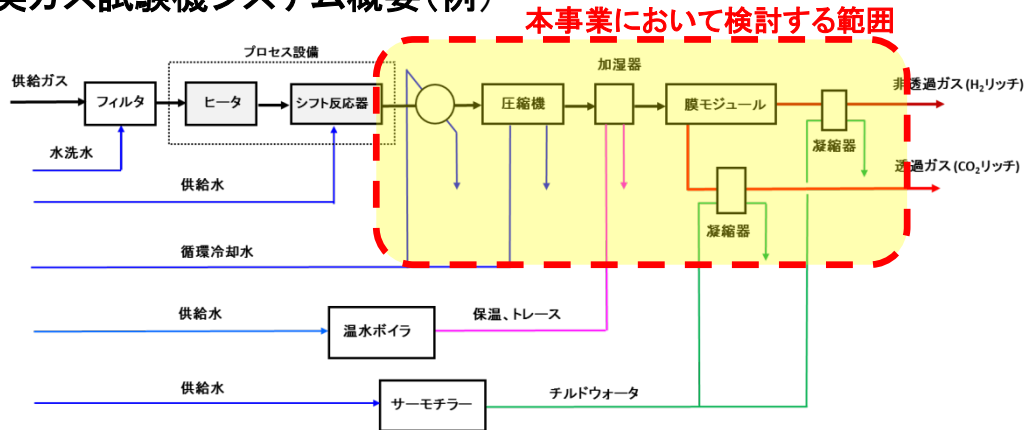 ガス試験機システム概要(例)
本事業において検討する範囲
プロセス設備
加湿器
供給ガス
フィルタ
ヒータ
シフト反応器
圧縮機
膜モジュール
非透過ガス(H₂リッチ)
凝縮器
水洗水
透過ガス(CO₂リッチ)
供給水
凝縮器
循環冷却水
供給水
保温、トレース
温水ボイラ
供給水
サーモチラー
チルドウォータ